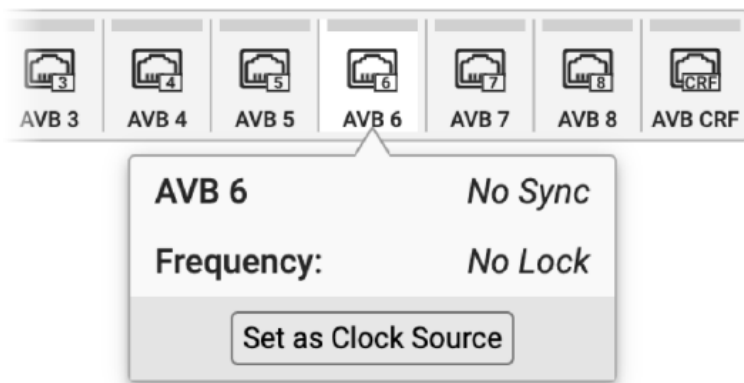 3 4 5 6 7 8 CRF
AVB 3 AVB 4 AVB 5 AVB 6 AVB 7 AVB 8 AVB CRF
AVB 6 No Sync
Frequency: No Lock
Set as Clock Source